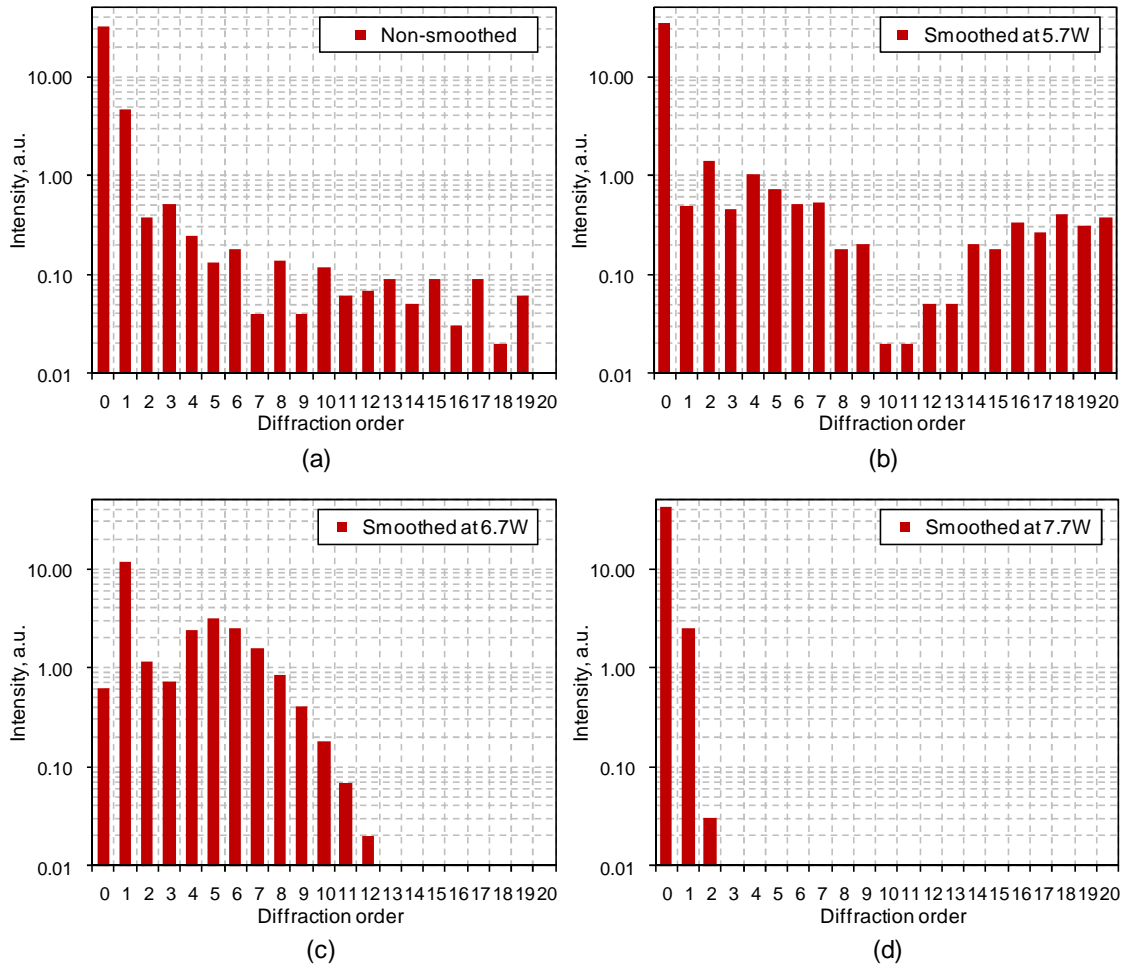 Non-smoothed
Intensity, a.u.
10.00
1.00
0.10
0.01
0 1 2 3 4 5 6 7 8 9 10 11 12 13 14 15 16 17 18 19 20
Diffraction order
(a)
Smoothed at 5.7W
Intensity, a.u.
10.00
1.00
0.10
0.01
0 1 2 3 4 5 6 7 8 9 10 11 12 13 14 15 16 17 18 19 20
Diffraction order
(b)
Smoothed at 6.7W
Intensity, a.u.
10.00
1.00
0.10
0.01
0 1 2 3 4 5 6 7 8 9 10 11 12 13 14 15 16 17 18 19 20
Diffraction order
(c)
Smoothed at 7.7W
Intensity, a.u.
10.00
1.00
0.10
0.01
0 1 2 3 4 5 6 7 8 9 10 11 12 13 14 15 16 17 18 19 20
Diffraction order
(d)